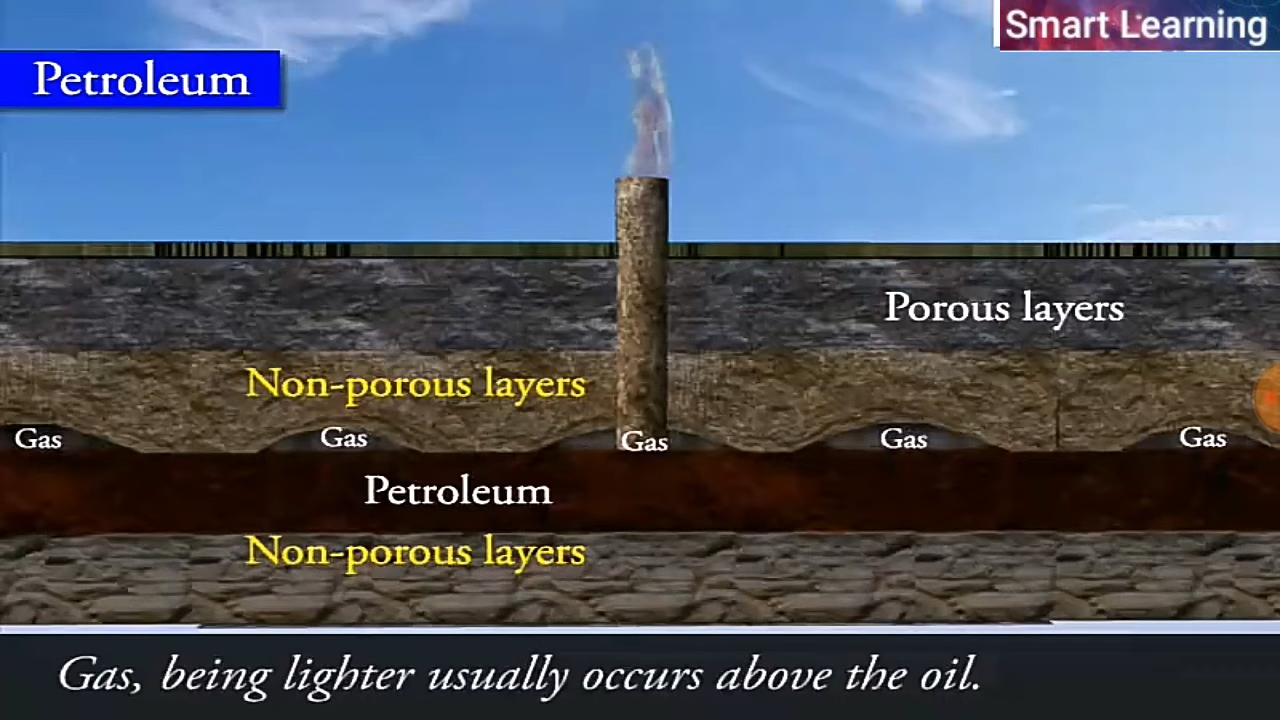 Smart Learning
Petroleum
Porous layers
Non-porous layers
Gas Gas Gas Gas Gas
Petroleum
Non-porous layers
Gas, being lighter usually occurs above the oil.